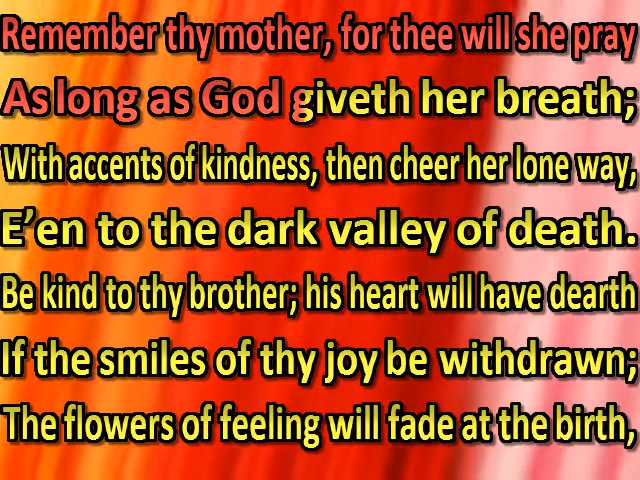 Remember thy mother, for thee will she pray
As long as God giveth her breath;
With accents of kindness, then cheer her lone way,
E’en to the dark valley of death.
Be kind to thy brother; his heart will have dearth
If the smiles of thy joy be withdrawn;
The flowers of feeling will fade at the birth,